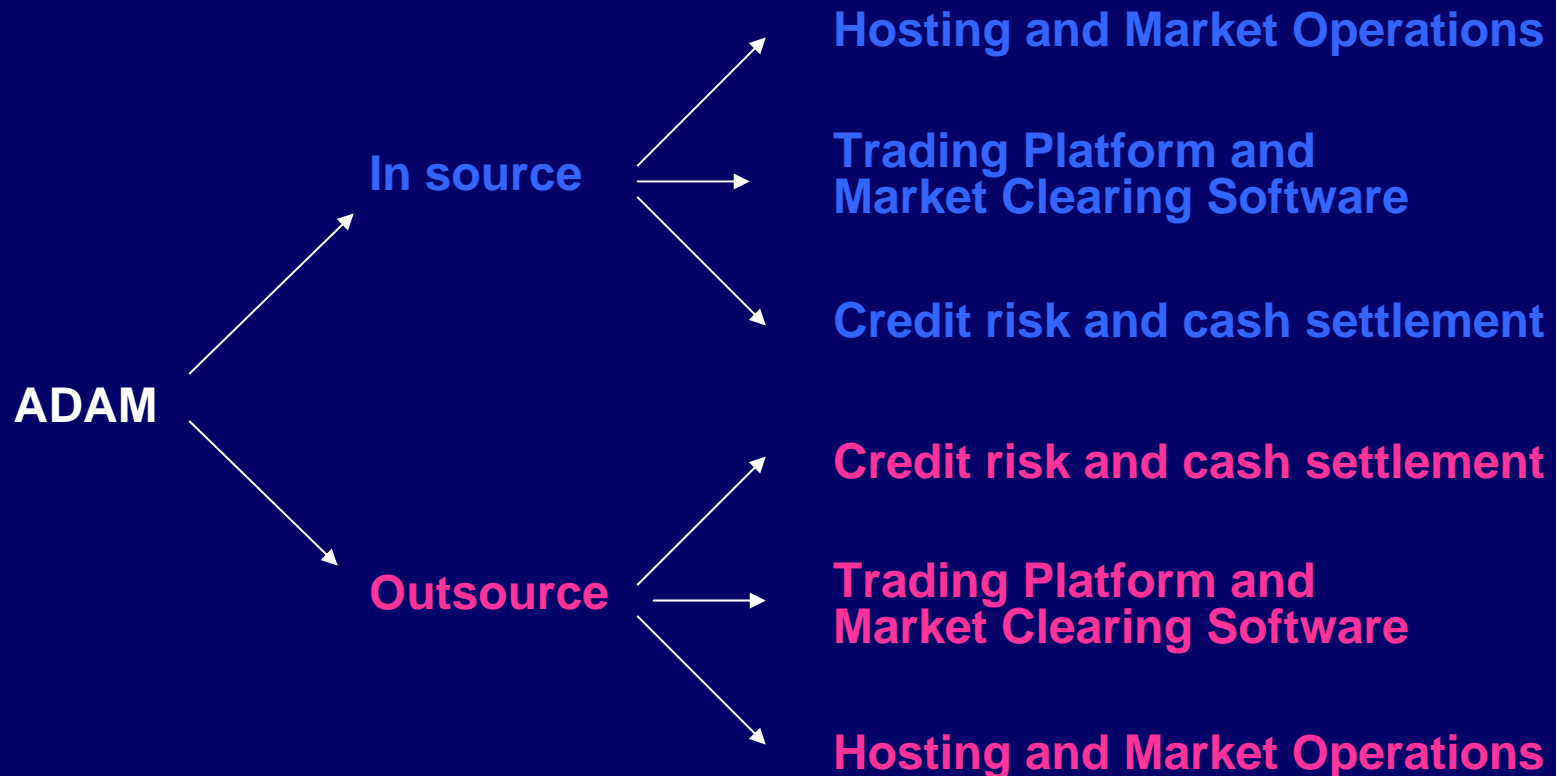 Hosting and Market Operations
In source
Trading Platform and
Market Clearing Software
Credit risk and cash settlement
ADAM
Credit risk and cash settlement
Outsource
Trading Platform and
Market Clearing Software
Hosting and Market Operations